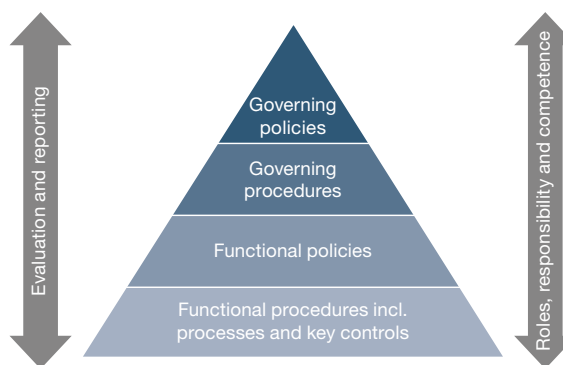 Evaluation and reporting
Governing
policies
Governing
procedures
Functional policies
Functional procedures incl.
processes and key controls
Roles, responsibility and competence